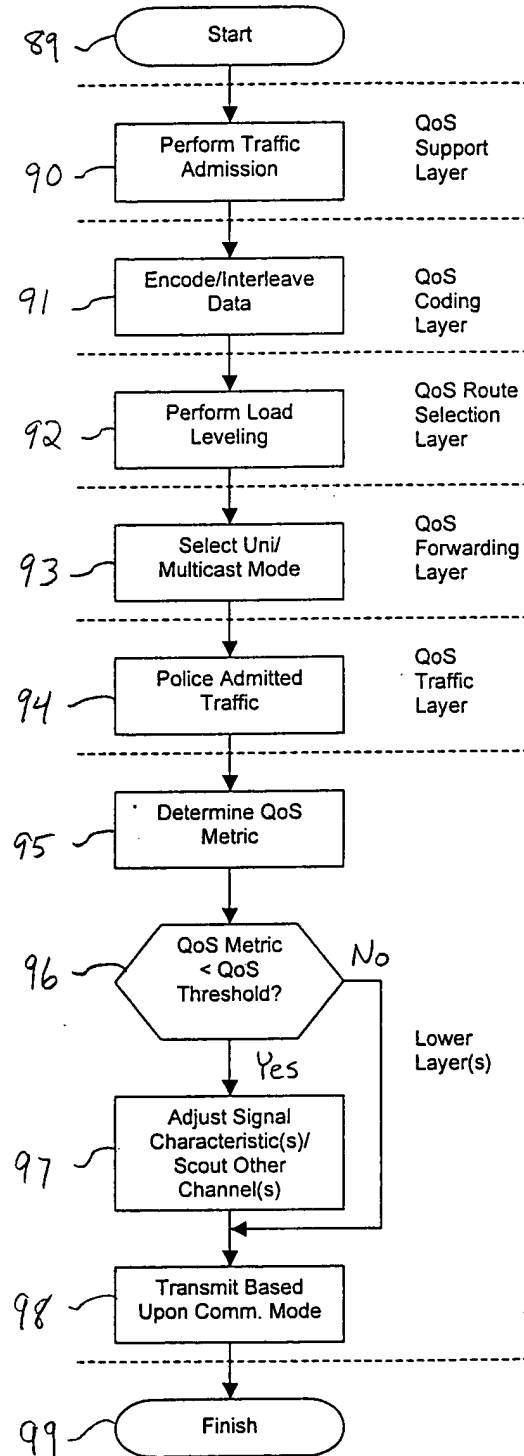 89
Start
90
Perform Traffic
Admission
QoS
Support
Layer
91
Encode/Interleave
Data
QoS
Coding
Layer
92
Perform Load
Leveling
QoS Route
Selection
Layer
93
Select Uni/
Multicast Mode
QoS
Forwarding
Layer
94
Police Admitted
Traffic
QoS
Traffic
Layer
95
Determine QoS
Metric
96
QoS Metric
< QoS
Threshold?
No
Yes
Lower
Layer(s)
97
Adjust Signal
Characteristic(s)/
Scout Other
Channel(s)
98
Transmit Based
Upon Comm. Mode
99
Finish